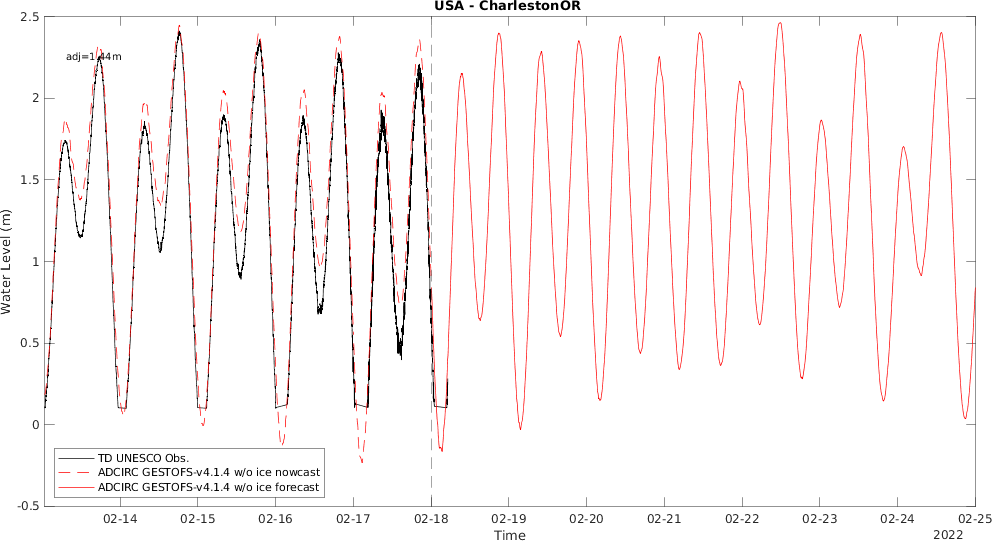 USA - CharlestonOR
2.5
adj=1.44m
2
1.5
1
0.5
0
-0.5
Water Level (m)
TD UNESCO Obs.
ADCIRC GESTOFS-v4.1.4 w/o ice nowcast
ADCIRC GESTOFS-v4.1.4 w/o ice forecast
02-14 02-15 02-16 02-17 02-18 02-19 02-20 02-21 02-22 02-23 02-24 02-25
Time
2022